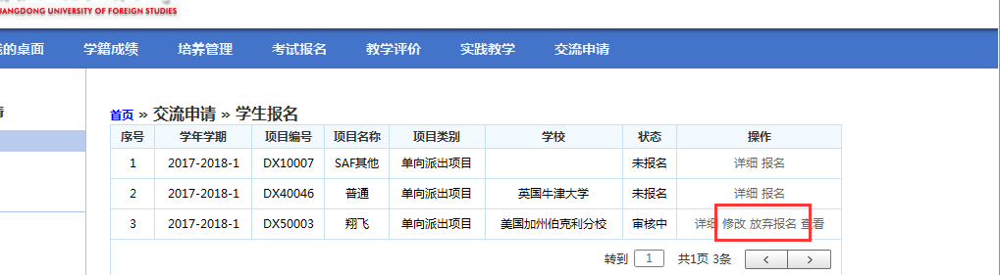 GUANGDONG UNIVERSITY OF FOREIGN STUDIES
的桌面 学籍成绩 培养管理 考试报名 教学评价 实践教学 交流申请
首页 » 交流申请 » 学生报名
序号 学年学期 项目编号 项目名称 项目类别 学校 状态 操作
1 2017-2018-1 DX10007 SAF其他 单向派出项目 未报名 详细 报名
2 2017-2018-1 DX40046 普通 单向派出项目 英国牛津大学 未报名 详细 报名
3 2017-2018-1 DX50003 翔飞 单向派出项目 美国加州伯克利分校 审核中 详细 修改 放弃报名 查看
转到 1 共1页 3条 < >